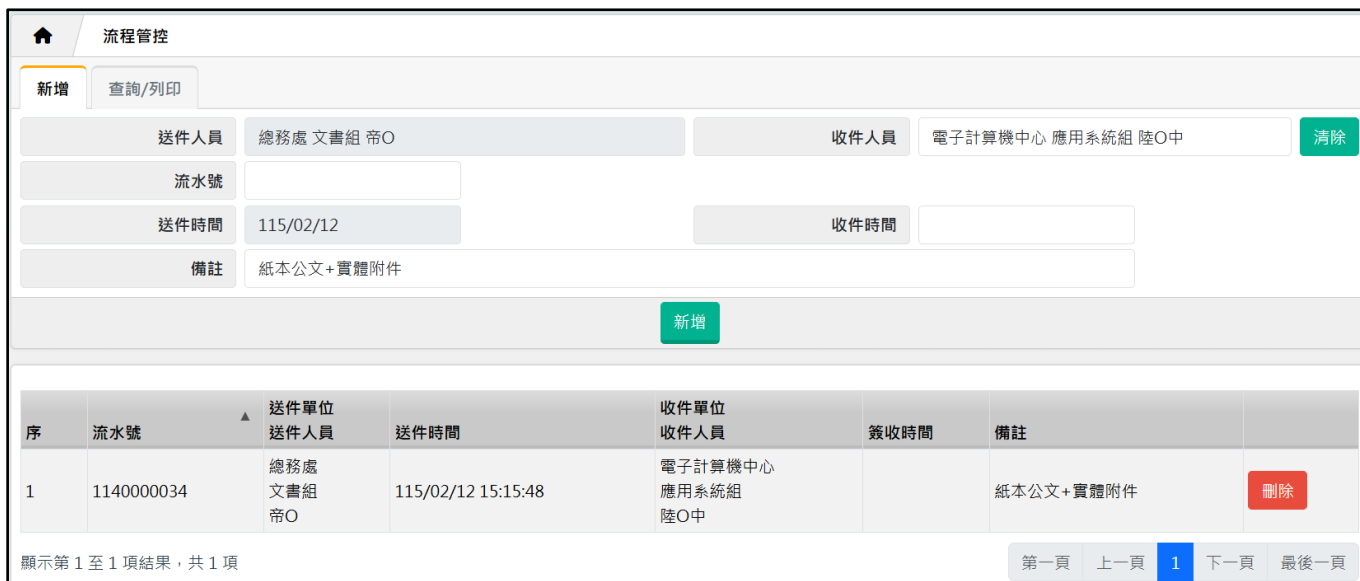 流程管控
新增
查詢/列印
送件人員
總務處 文書組 帝O
收件人員
電子計算機中心 應用系統組 陸O中
清除
流水號
送件時間
115/02/12
收件時間
備註
紙本公文+實體附件
新增
序
流水號
送件單位
送件人員
送件時間
收件單位
收件人員
簽收時間
備註
1
1140000034
總務處
文書組
帝O
115/02/12 15:15:48
電子計算機中心
應用系統組
陸O中
紙本公文+實體附件
刪除
顯示第 1 至 1 項結果，共 1 項
第一頁
上一頁
1
下一頁
最後一頁